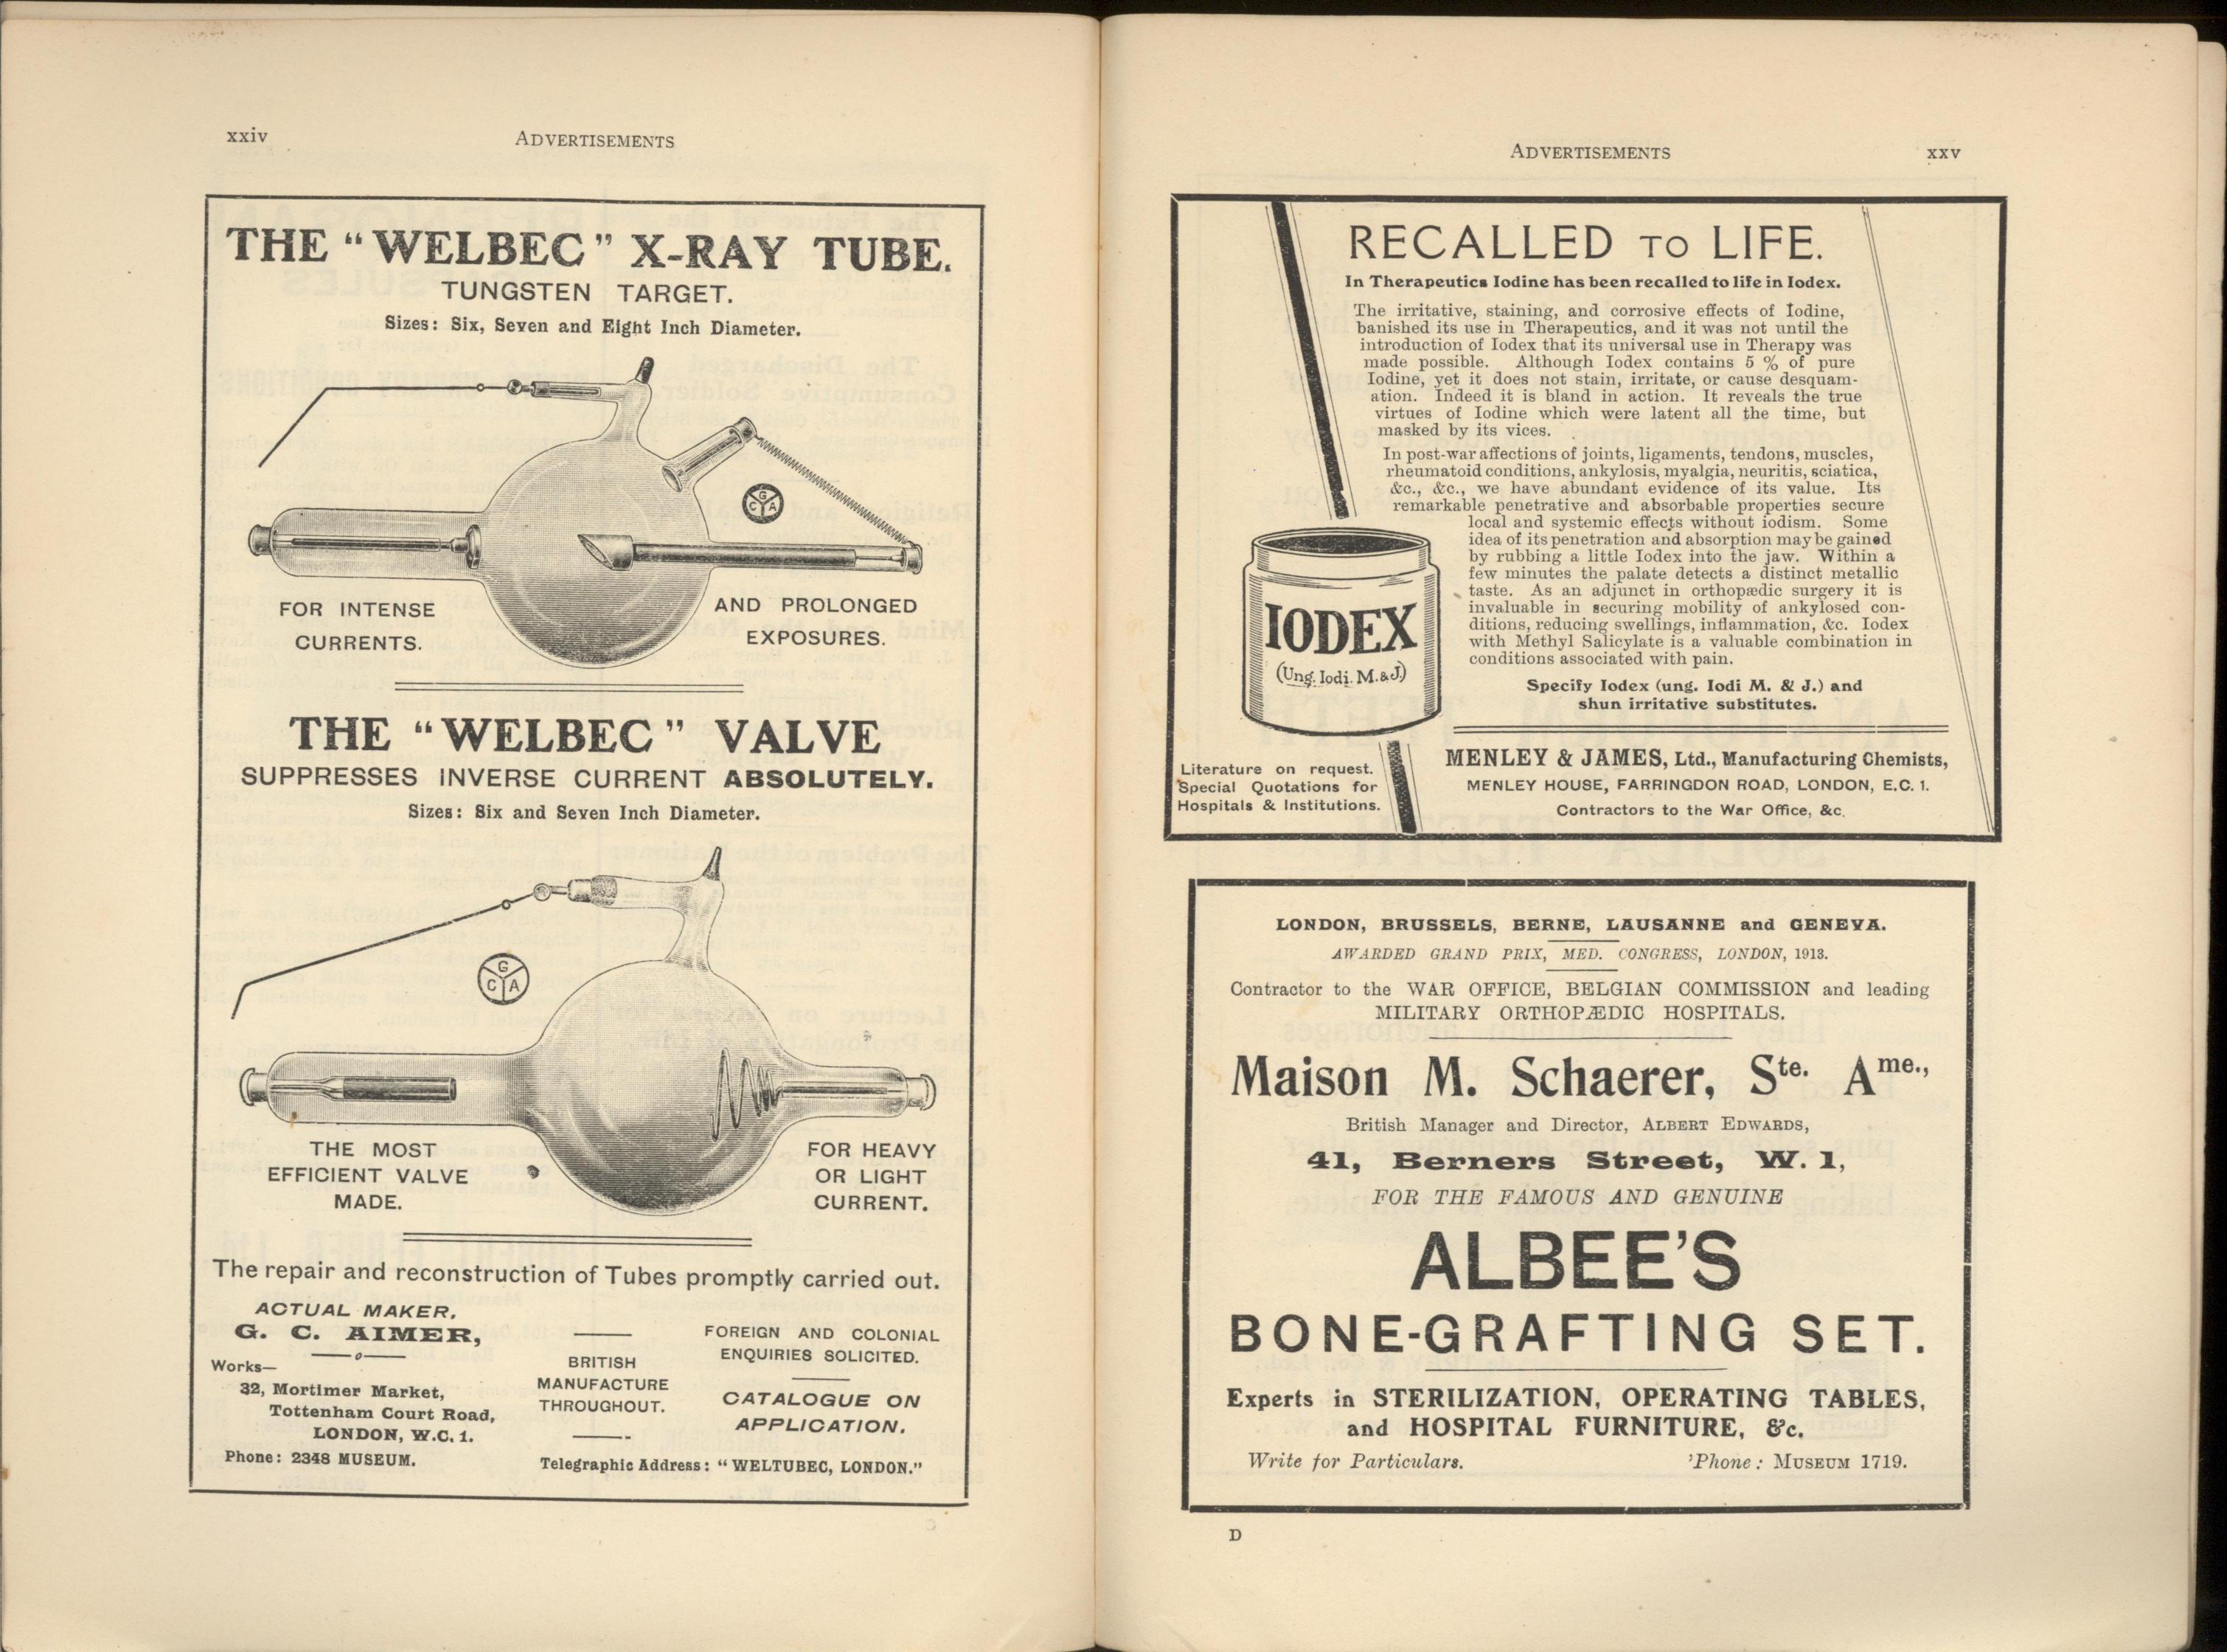 xxiv
ADVERTISEMENTS
THE "WELBEC" X-RAY TUBE.
TUNGSTEN TARGET.
Sizes: Six, Seven and Eight Inch Diameter.
G
C A
FOR INTENSE
CURRENTS.
AND PROLONGED
EXPOSURES.
THE "WELBEC" VALVE
SUPPRESSES INVERSE CURRENT ABSOLUTELY.
Sizes: Six and Seven Inch Diameter.
G
C A
THE MOST
EFFICIENT VALVE
MADE.
FOR HEAVY
OR LIGHT
CURRENT.
The repair and reconstruction of Tubes promptly carried out.
ACTUAL MAKER,
G. C. AIMER,
Works—
32, Mortimer Market,
Tottenham Court Road,
LONDON, W.C. 1.
Phone: 2348 MUSEUM.
BRITISH
MANUFACTURE
THROUGHOUT.
FOREIGN AND COLONIAL
ENQUIRIES SOLICITED.
CATALOGUE ON
APPLICATION.
Telegraphic Address: "WELTUBEC, LONDON."
ADVERTISEMENTS
xxv
RECALLED TO LIFE.
In Therapeutics Iodine has been recalled to life in Iodex.
The irritative, staining, and corrosive effects of Iodine,
banished its use in Therapeutics, and it was not until the
introduction of Iodex that its universal use in Therapy was
made possible. Although Iodex contains 5 % of pure
Iodine, yet it does not stain, irritate, or cause desquam-
ation. Indeed it is bland in action. It reveals the true
virtues of Iodine which were latent all the time, but
masked by its vices.
In post-war affections of joints, ligaments, tendons, muscles,
rheumatoid conditions, ankylosis, myalgia, neuritis, sciatica,
&c., &c., we have abundant evidence of its value. Its
remarkable penetrative and absorbable properties secure
local and systemic effects without iodism. Some
idea of its penetration and absorption may be gained
by rubbing a little Iodex into the jaw. Within a
few minutes the palate detects a distinct metallic
taste. As an adjunct in orthopædic surgery it is
invaluable in securing mobility of ankylosed con-
ditions, reducing swellings, inflammation, &c. Iodex
with Methyl Salicylate is a valuable combination in
conditions associated with pain.
Specify Iodex (ung. Iodi M. & J.) and
shun irritative substitutes.
IODEX
(Ung. Iodi. M.&J.)
Literature on request.
Special Quotations for
Hospitals & Institutions.
MENLEY & JAMES, Ltd., Manufacturing Chemists,
MENLEY HOUSE, FARRINGDON ROAD, LONDON, E.C. 1.
Contractors to the War Office, &c.
LONDON, BRUSSELS, BERNE, LAUSANNE and GENEVA.
AWARDED GRAND PRIX, MED. CONGRESS, LONDON, 1913.
Contractor to the WAR OFFICE, BELGIAN COMMISSION and leading
MILITARY ORTHOPÆDIC HOSPITALS.
Maison M. Schaerer, Ste. Ame.,
British Manager and Director, ALBERT EDWARDS,
41, Berners Street, W. 1,
FOR THE FAMOUS AND GENUINE
ALBEE'S
BONE-GRAFTING SET.
Experts in STERILIZATION, OPERATING TABLES,
and HOSPITAL FURNITURE, &c.
Write for Particulars.
'Phone: MUSEUM 1719.
D